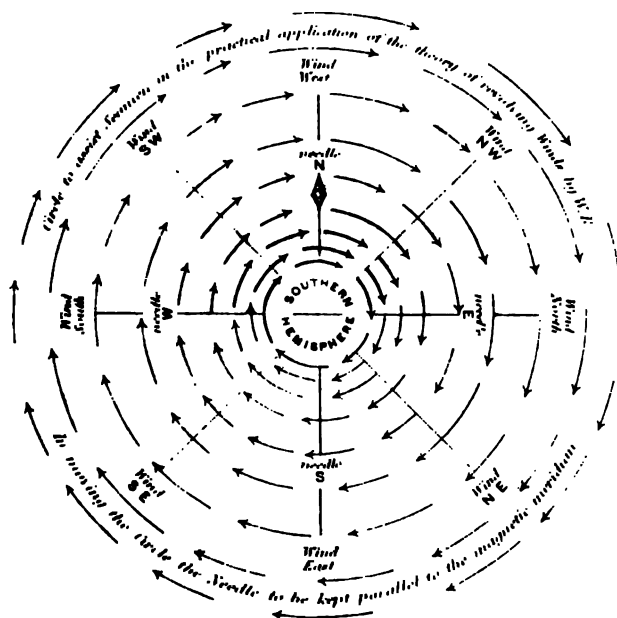 Circle to assist Seamen in the practical application of the theory of revolving Winds by W.R.
Wind
West
Wind
SW
Wind
NW
needle
N
Wind
South
needle
W
SOUTHERN
HEMISPHERE
needle
E
Wind
North
needle
S
Wind
SE
Wind
NE
Wind
East
In moving the Circle the Needle to be kept parallel to the magnetic meridian